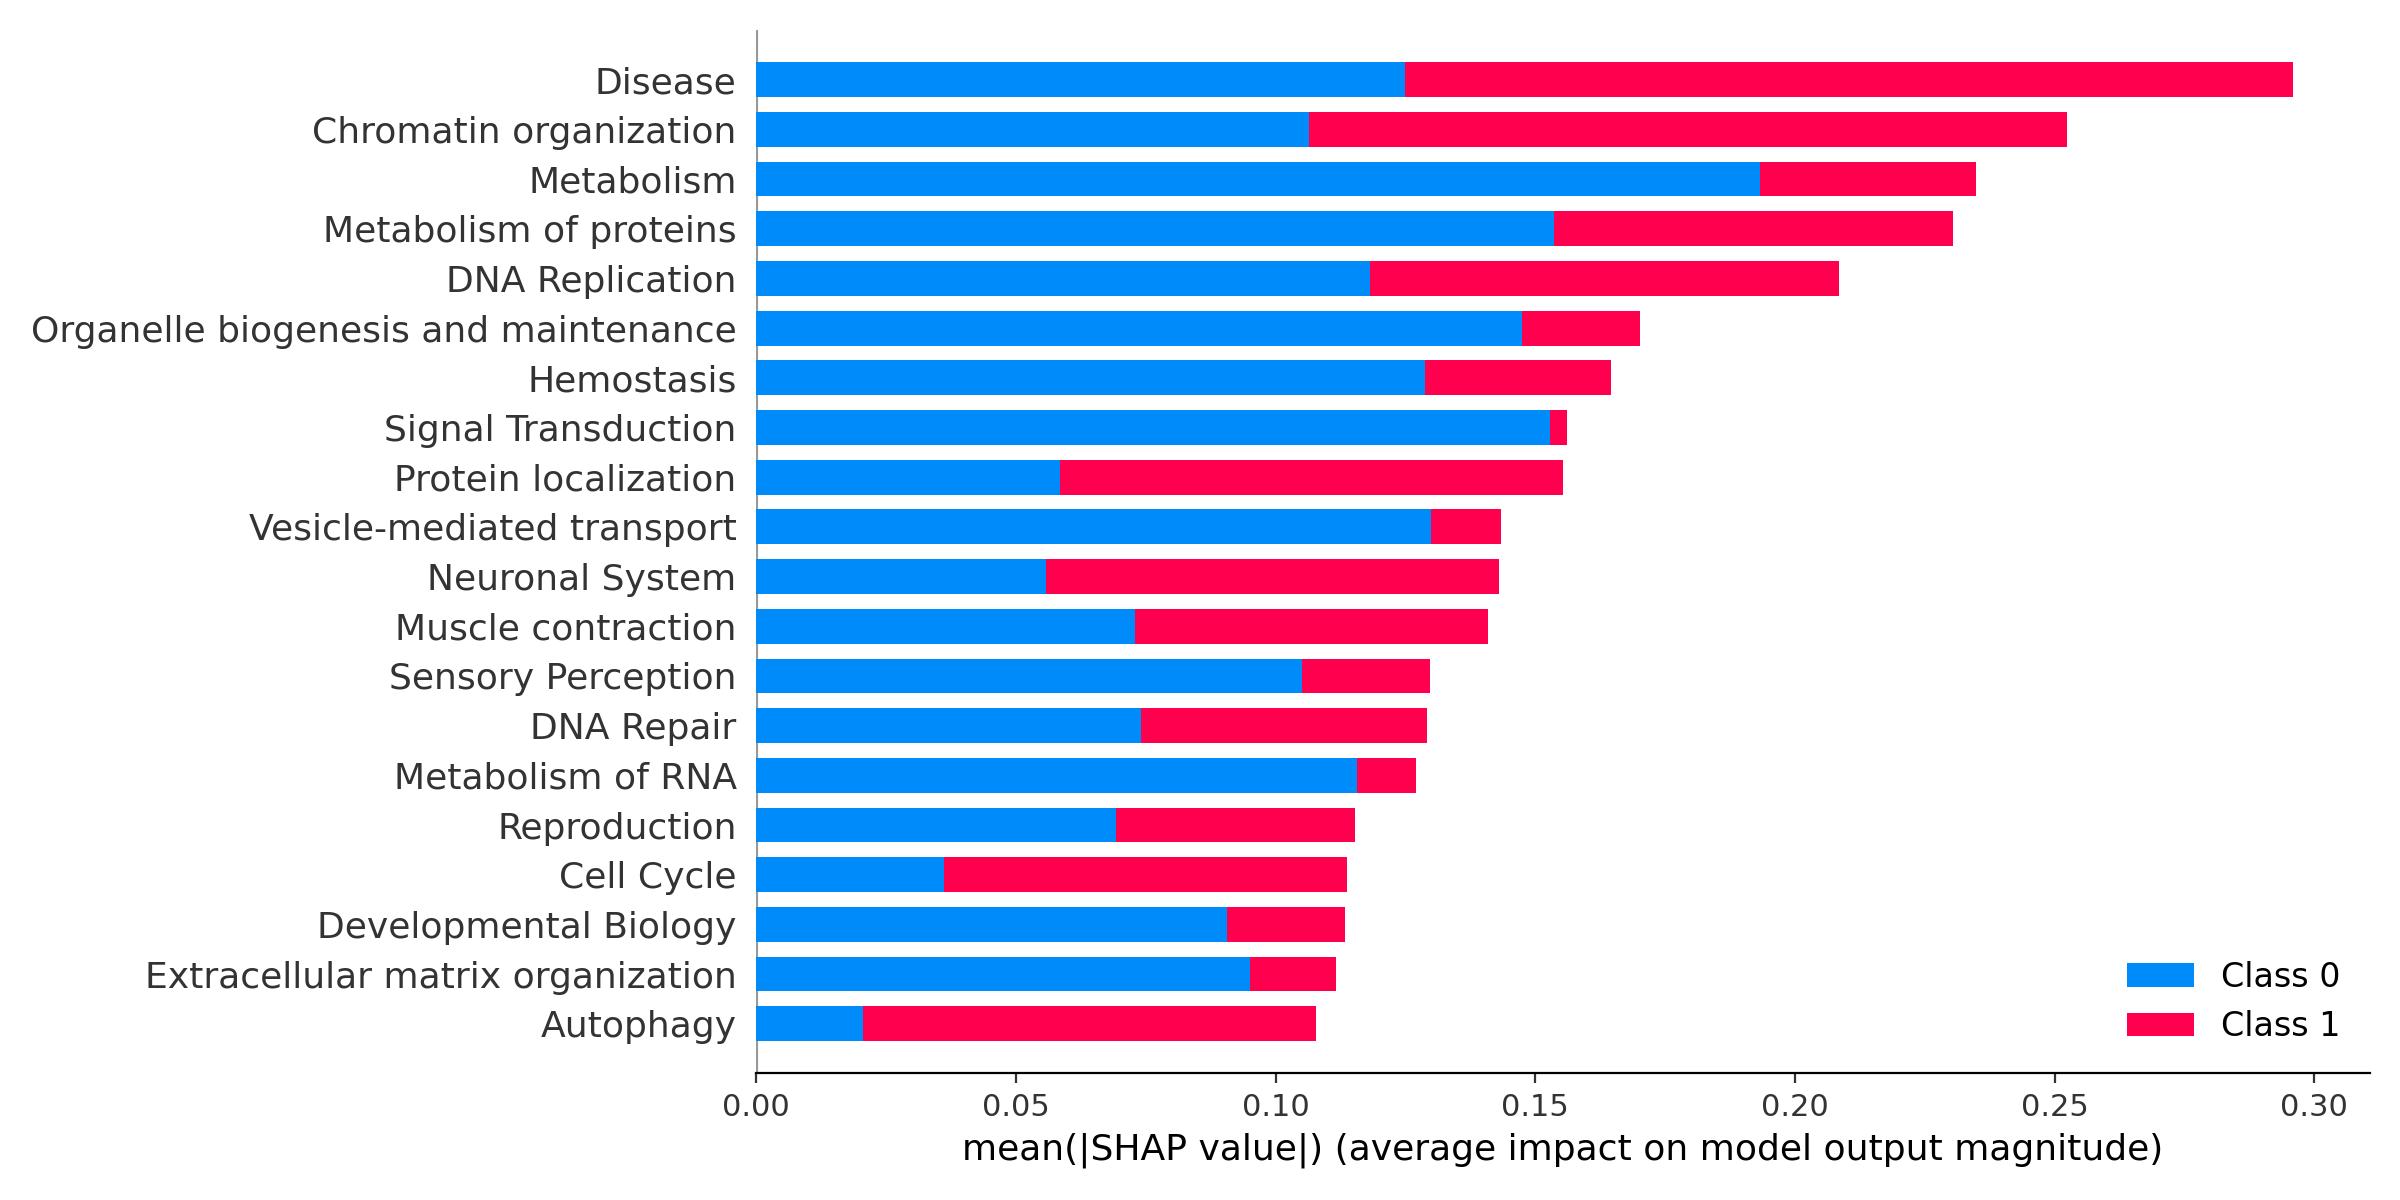 Disease
Chromatin organization
Metabolism
Metabolism of proteins
DNA Replication
Organelle biogenesis and maintenance
Hemostasis
Signal Transduction
Protein localization
Vesicle-mediated transport
Neuronal System
Muscle contraction
Sensory Perception
DNA Repair
Metabolism of RNA
Reproduction
Cell Cycle
Developmental Biology
Extracellular matrix organization
Autophagy
Class 0
Class 1
0.00 0.05 0.10 0.15 0.20 0.25 0.30
mean(|SHAP value|) (average impact on model output magnitude)